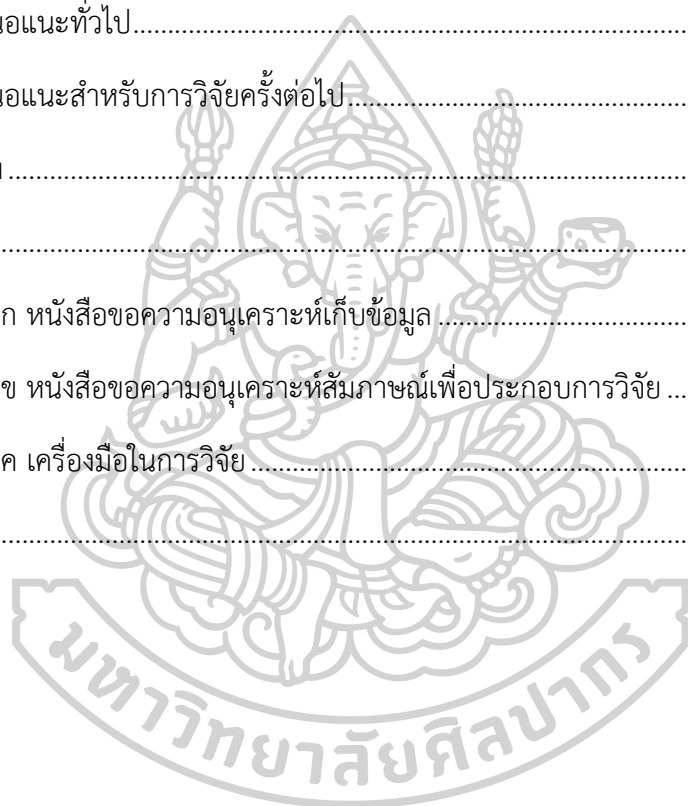 นอแนะทั่วไป
นอแนะสำหรับการวิจัยครั้งต่อไป
ก หนังสือขอความอนุเคราะห์เก็บข้อมูล
ข หนังสือขอความอนุเคราะห์สัมภาษณ์เพื่อประกอบการวิจัย
ค เครื่องมือในการวิจัย
มหาวิทยาลัยศิลปากร